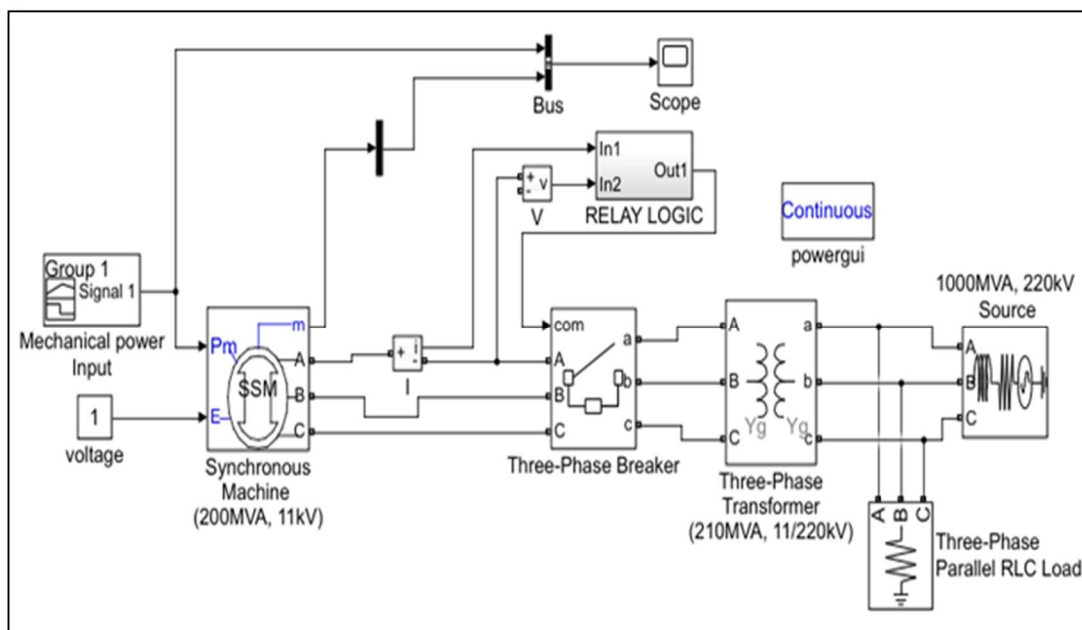 Bus
Scope
In1
In2
Out1
RELAY LOGIC
+
-
v
V
Continuous
powergui
Group 1
Signal 1
Mechanical power
Input
1
voltage
Pm
E
m
SSM
A
B
C
Synchronous
Machine
(200MVA, 11kV)
+
-
i
I
com
A
B
C
a
b
c
Three-Phase Breaker
A
B
C
a
b
c
Yg
Yg
Three-Phase
Transformer
(210MVA, 11/220kV)
1000MVA, 220kV
Source
A
B
C
A
B
C
Three-Phase
Parallel RLC Load